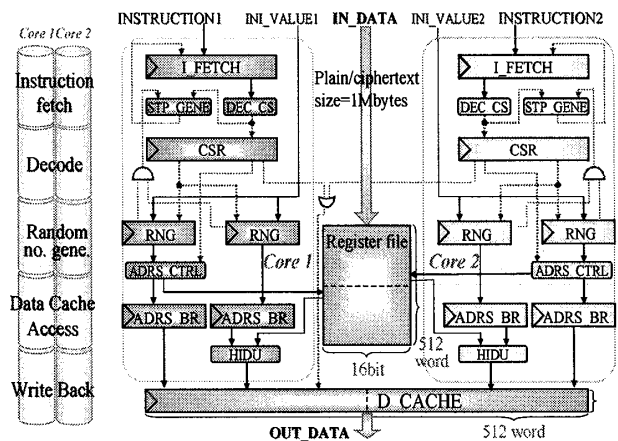 INSTRUCTION1 INI_VALUE1 IN_DATA INI_VALUE2 INSTRUCTION2
Core 1 Core 2
Instruction fetch
Decode
Random no. gene.
Data Cache Access
Write Back
I_FETCH
STP_GENE DEC_CS
CSR
RNG RNG
ADRS_CTRL
Core 1
ADRS_BR ADRS_BR
HIDU
Plain/ciphertext
size=1Mbytes
Register file
16bit
512
word
I_FETCH
DEC_CS STP_GENE
CSR
RNG RNG
Core 2
ADRS_CTRL
ADRS_BR ADRS_BR
HIDU
D_CACHE
OUT_DATA
512 word